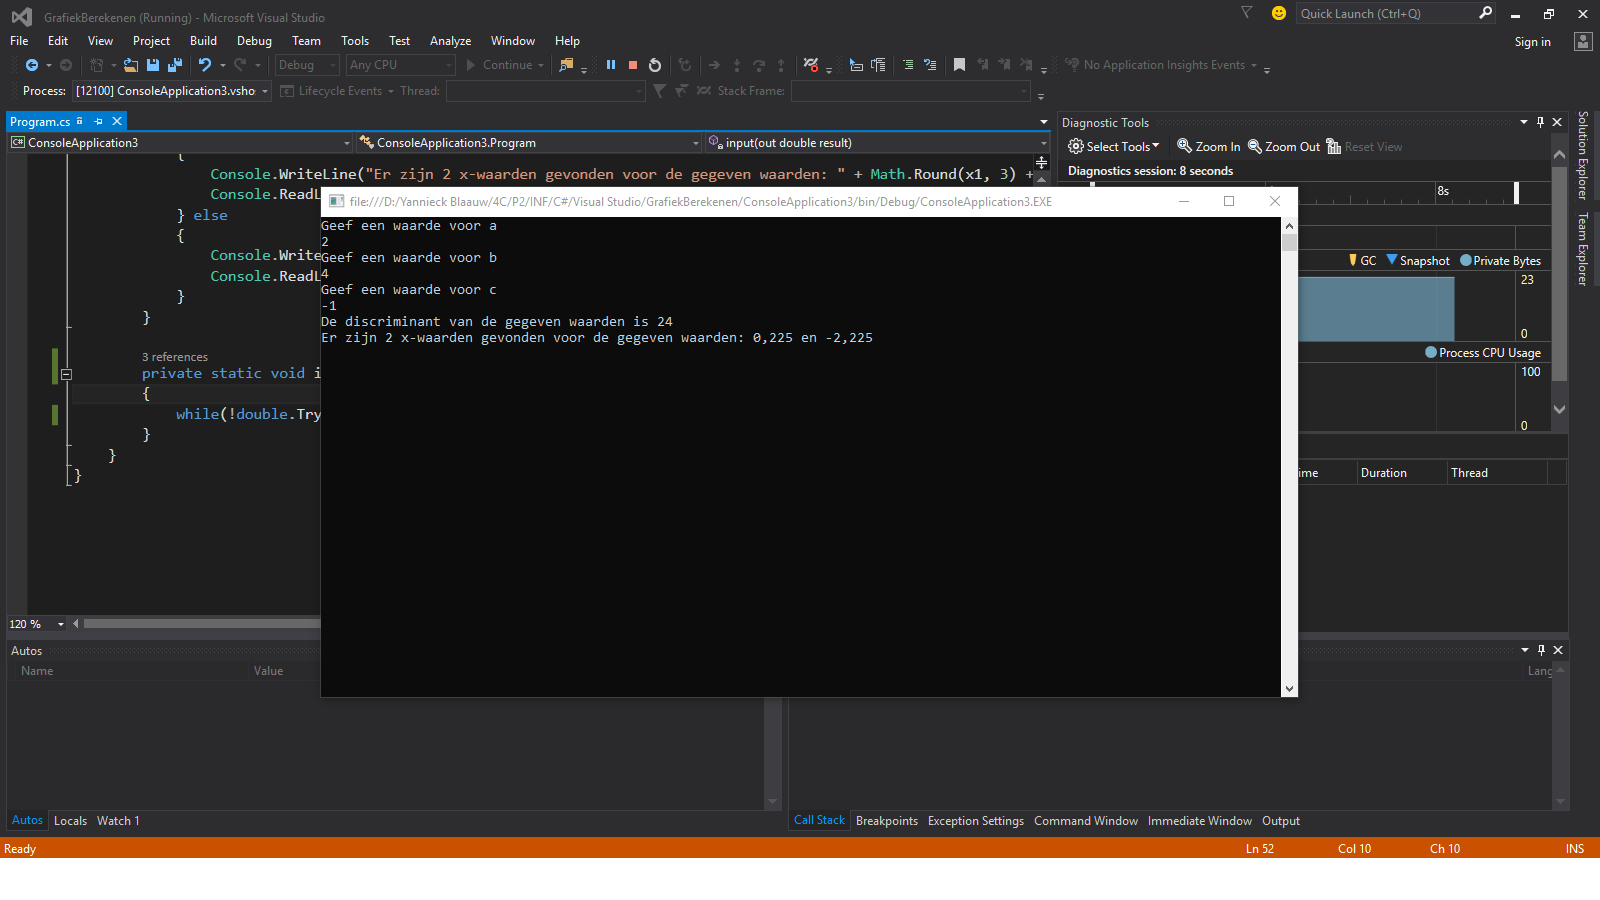 GrafiekBerekenen (Running) - Microsoft Visual Studio
Quick Launch (Ctrl+Q)
File Edit View Project Build Debug Team Tools Test Analyze Window Help
Sign in
Debug Any CPU Continue No Application Insights Events
Process: [12100] ConsoleApplication3.vsho Lifecycle Events Thread: Stack Frame:
Program.cs
C# ConsoleApplication3 ConsoleApplication3.Program input(out double result)
{
Console.WriteLine("Er zijn 2 x-waarden gevonden voor de gegeven waarden: " + Math.Round(x1, 3) +
Console.ReadL
} else
{
Console.Write
Console.ReadL
}
}
3 references
private static void i
{
while(!double.Try
}
}
}
120 %
file:///D:/Yannieck Blaauw/4C/P2/INF/C#/Visual Studio/GrafiekBerekenen/ConsoleApplication3/bin/Debug/ConsoleApplication3.EXE
Geef een waarde voor a
2
Geef een waarde voor b
4
Geef een waarde voor c
-1
De discriminant van de gegeven waarden is 24
Er zijn 2 x-waarden gevonden voor de gegeven waarden: 0,225 en -2,225
Diagnostic Tools
Select Tools Zoom In Zoom Out Reset View
Diagnostics session: 8 seconds
8s
GC Snapshot Private Bytes
23
0
Process CPU Usage
100
0
ime Duration Thread
Solution Explorer
Team Explorer
Autos
Name Value
Lang
Autos Locals Watch 1
Call Stack Breakpoints Exception Settings Command Window Immediate Window Output
Ready Ln 52 Col 10 Ch 10 INS